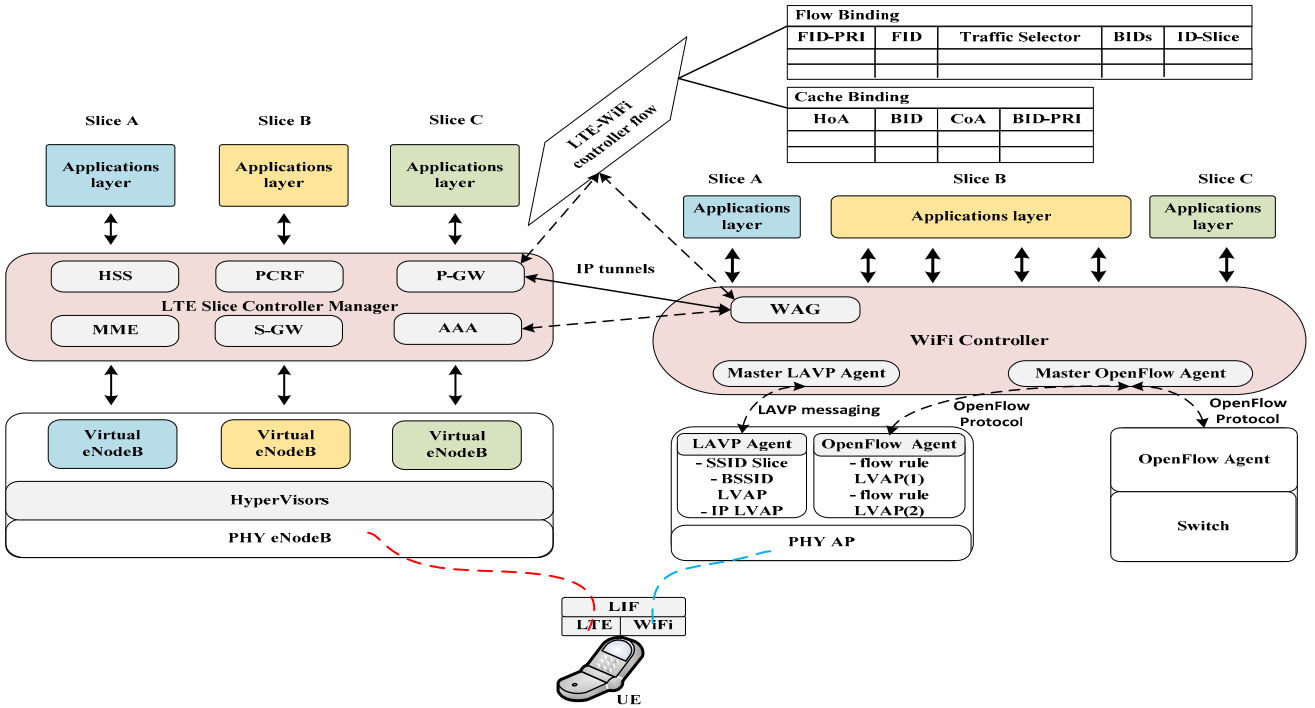 Flow Binding
FID-PRI FID Traffic Selector BIDs ID-Slice
Cache Binding
HoA BID CoA BID-PRI
LTE-WiFi
controller flow
Slice A
Slice B
Slice C
Applications
layer
Applications
layer
Applications
layer
HSS
PCRF
P-GW
LTE Slice Controller Manager
MME
S-GW
AAA
IP tunnels
Virtual
eNodeB
Virtual
eNodeB
Virtual
eNodeB
HyperVisors
PHY eNodeB
Slice A
Slice B
Slice C
Applications
layer
Applications layer
Applications
layer
WAG
WiFi Controller
Master LAVP Agent
Master OpenFlow Agent
LAVP messaging
OpenFlow
Protocol
OpenFlow
Protocol
LAVP Agent
- SSID Slice
- BSSID
LVAP
- IP LVAP
OpenFlow Agent
- flow rule
LVAP(1)
- flow rule
LVAP(2)
PHY AP
OpenFlow Agent
Switch
LIF
LTE WiFi
UE